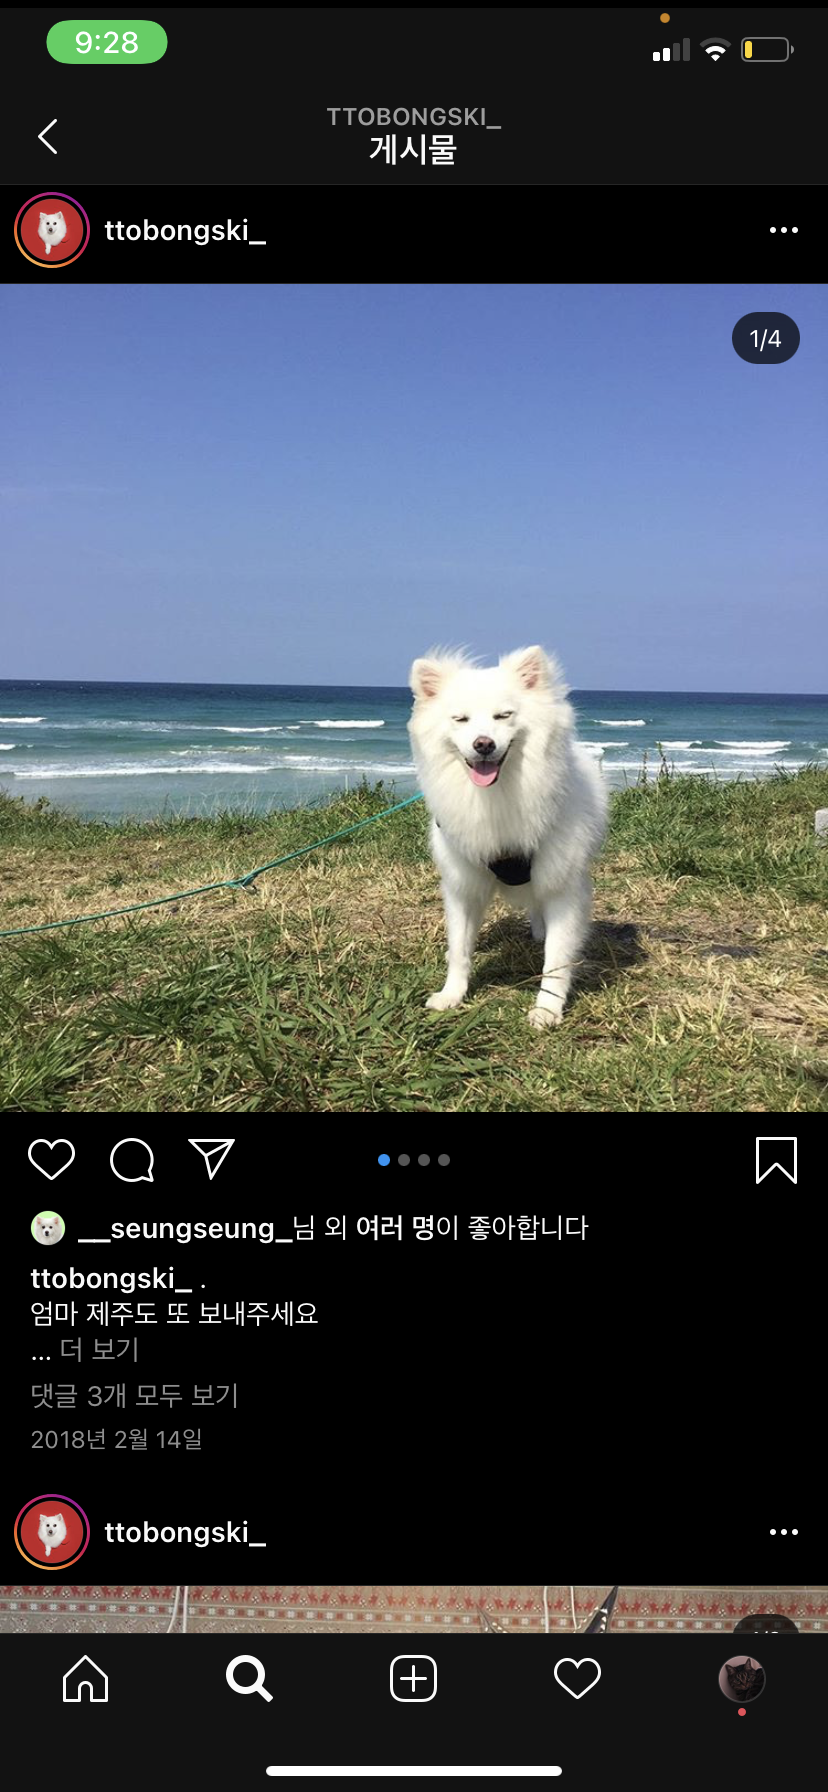 9:28
TTOBONGSKI_
게시물
ttobongski_
1/4
__seungseung_님 외 여러 명이 좋아합니다
ttobongski_ .
엄마 제주도 또 보내주세요
... 더 보기
댓글 3개 모두 보기
2018년 2월 14일
ttobongski_